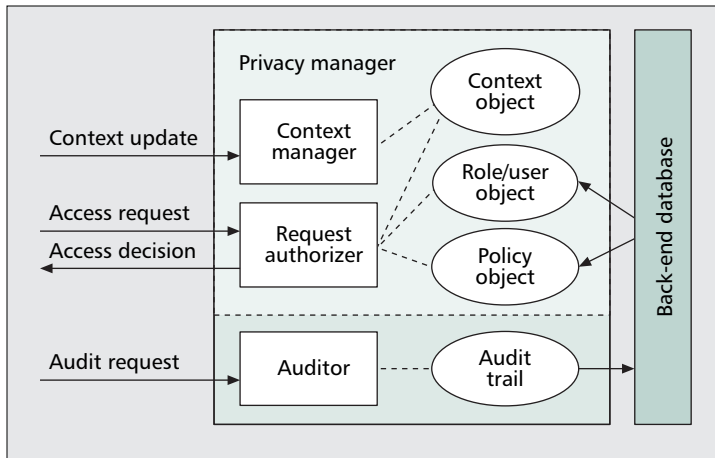 Privacy manager
Context
object
Context update
Context
manager
Role/user
object
Access request
Access decision
Request
authorizer
Policy
object
Back-end database
Audit request
Auditor
Audit
trail